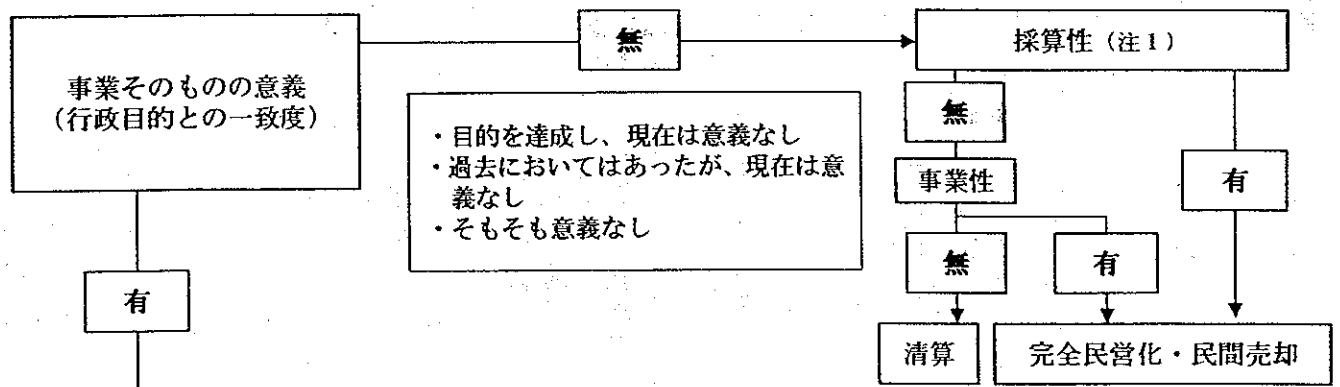 事業そのものの意義
(行政目的との一致度)
無
採算性(注1)
・目的を達成し、現在は意義なし
・過去においてはあったが、現在は意
義なし
・そもそも意義なし
無
有
事業性
無
有
有
清算
完全民営化・民間売却